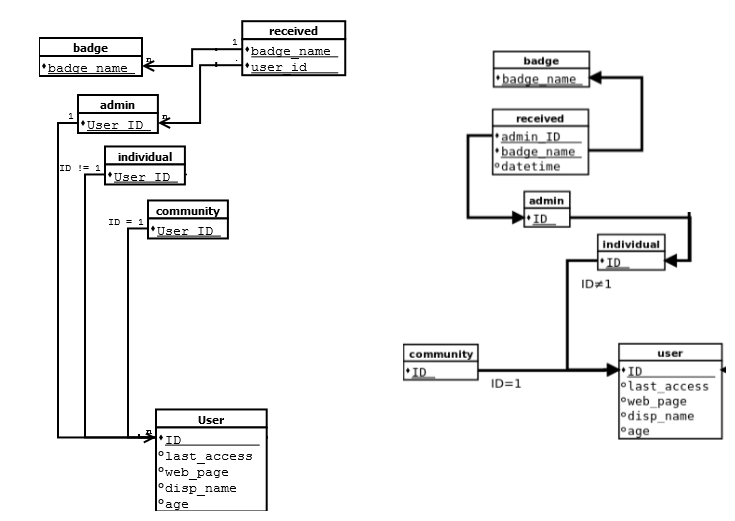 received
badge_name
user_id
badge
badge_name
1
n
admin
User_ID
1
n
individual
User_ID
ID != 1
community
User_ID
ID = 1
User
ID
last_access
web_page
disp_name
age
n
badge
badge_name
received
admin_ID
badge_name
datetime
admin
ID
individual
ID
ID≠1
community
ID
ID=1
user
ID
last_access
web_page
disp_name
age